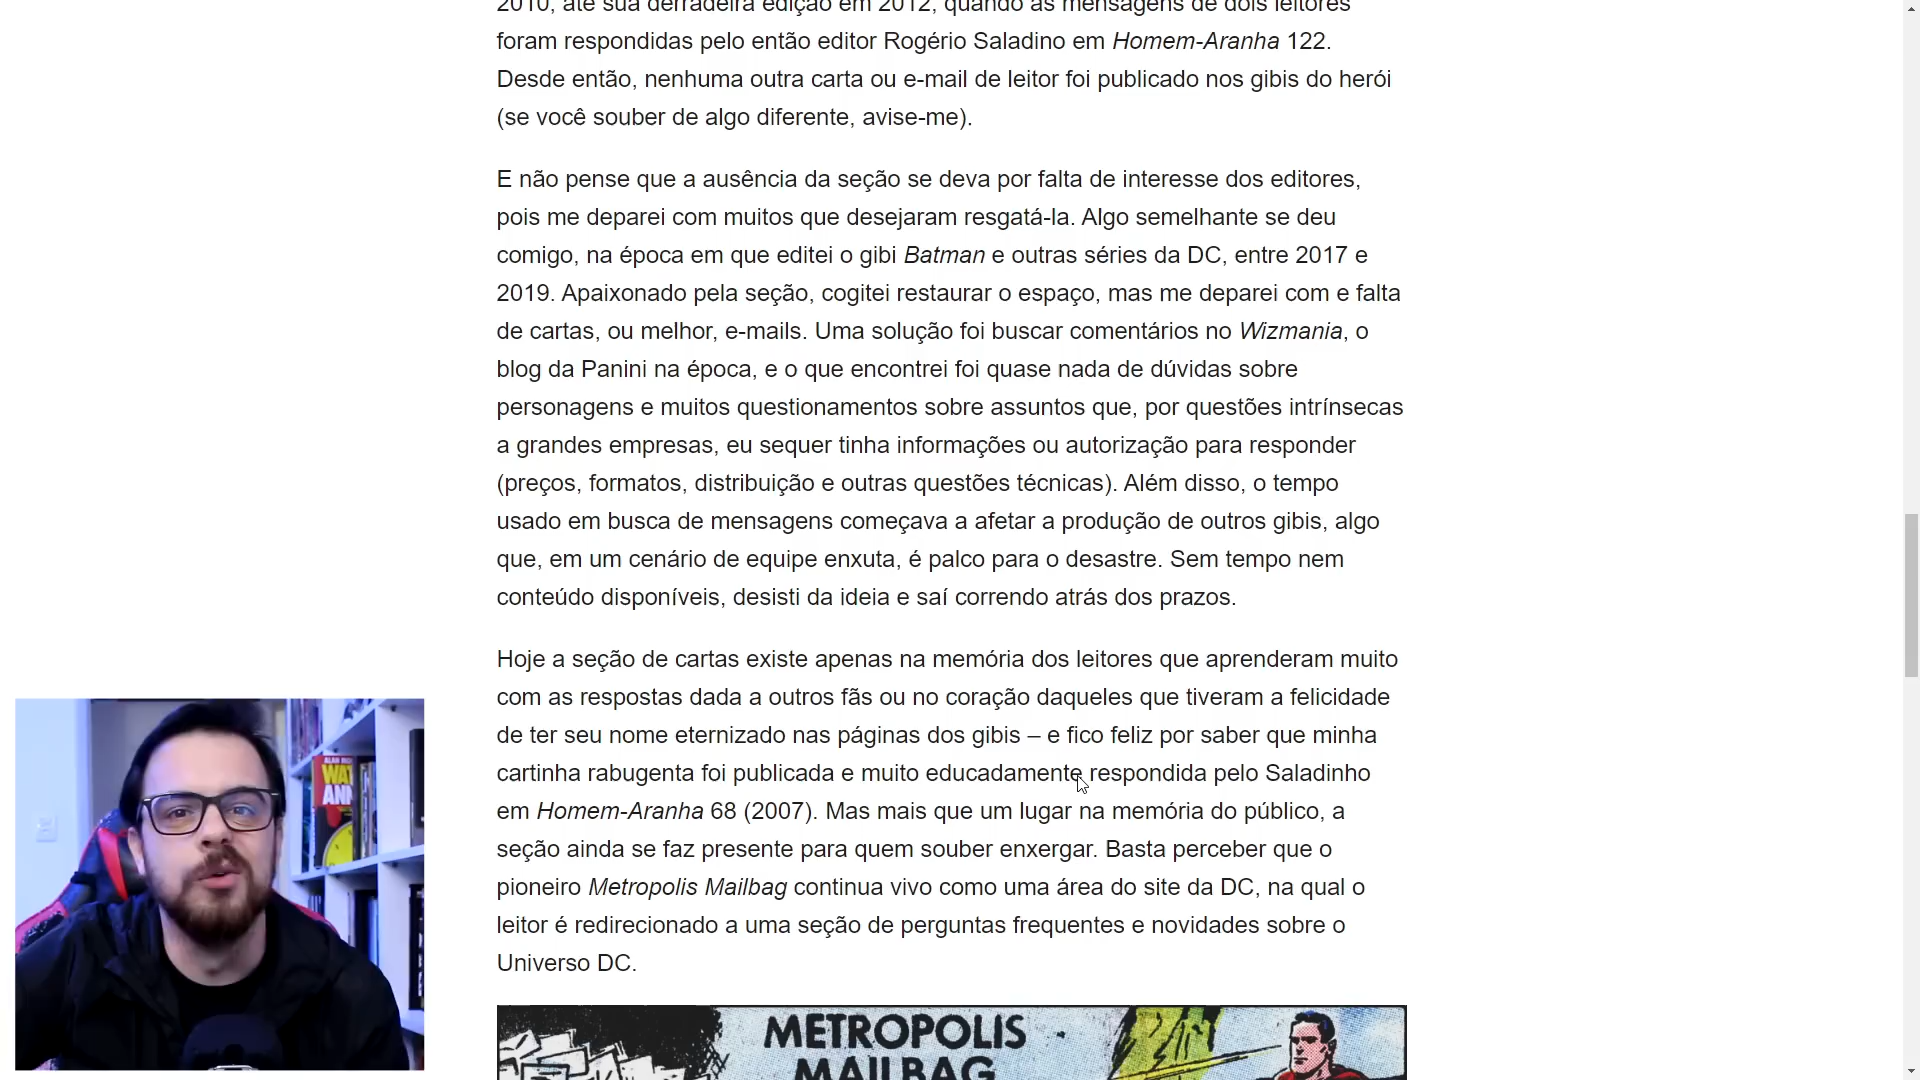 2010, até sua derradeira edição em 2012, quando as mensagens de dois leitores
foram respondidas pelo então editor Rogério Saladino em Homem-Aranha 122.
Desde então, nenhuma outra carta ou e-mail de leitor foi publicado nos gibis do herói
(se você souber de algo diferente, avise-me).
E não pense que a ausência da seção se deva por falta de interesse dos editores,
pois me deparei com muitos que desejaram resgatá-la. Algo semelhante se deu
comigo, na época em que editei o gibi Batman e outras séries da DC, entre 2017 e
2019. Apaixonado pela seção, cogitei restaurar o espaço, mas me deparei com e falta
de cartas, ou melhor, e-mails. Uma solução foi buscar comentários no Wizmania, o
blog da Panini na época, e o que encontrei foi quase nada de dúvidas sobre
personagens e muitos questionamentos sobre assuntos que, por questões intrínsecas
a grandes empresas, eu sequer tinha informações ou autorização para responder
(preços, formatos, distribuição e outras questões técnicas). Além disso, o tempo
usado em busca de mensagens começava a afetar a produção de outros gibis, algo
que, em um cenário de equipe enxuta, é palco para o desastre. Sem tempo nem
conteúdo disponíveis, desisti da ideia e saí correndo atrás dos prazos.
Hoje a seção de cartas existe apenas na memória dos leitores que aprenderam muito
com as respostas dada a outros fãs ou no coração daqueles que tiveram a felicidade
de ter seu nome eternizado nas páginas dos gibis – e fico feliz por saber que minha
cartinha rabugenta foi publicada e muito educadamente respondida pelo Saladinho
em Homem-Aranha 68 (2007). Mas mais que um lugar na memória do público, a
seção ainda se faz presente para quem souber enxergar. Basta perceber que o
pioneiro Metropolis Mailbag continua vivo como uma área do site da DC, na qual o
leitor é redirecionado a uma seção de perguntas frequentes e novidades sobre o
Universo DC.
METROPOLIS
MAILBAG